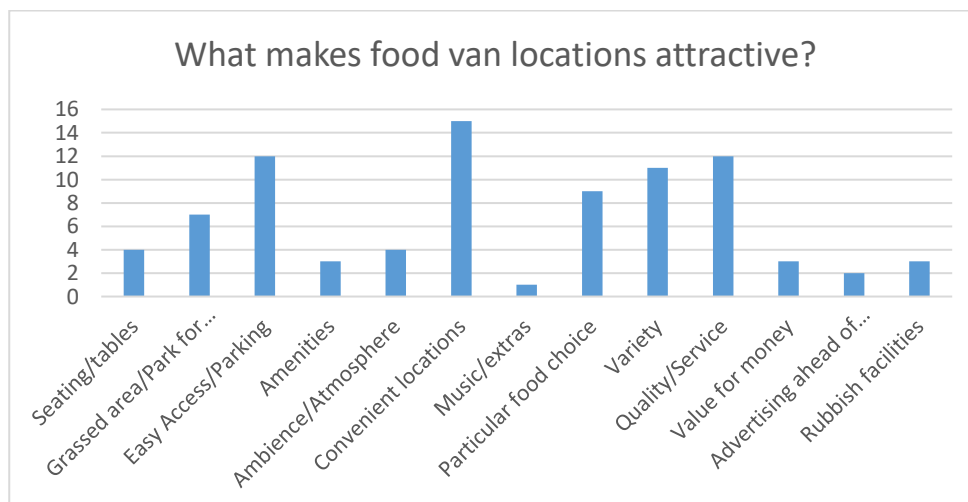 What makes food van locations attractive?
16
14
12
10
8
6
4
2
0
Seating/tables
Grassed area/Park for...
Easy Access/Parking
Amenities
Ambience/Atmosphere
Convenient locations
Music/extras
Particular food choice
Variety
Quality/Service
Value for money
Advertising ahead of...
Rubbish facilities